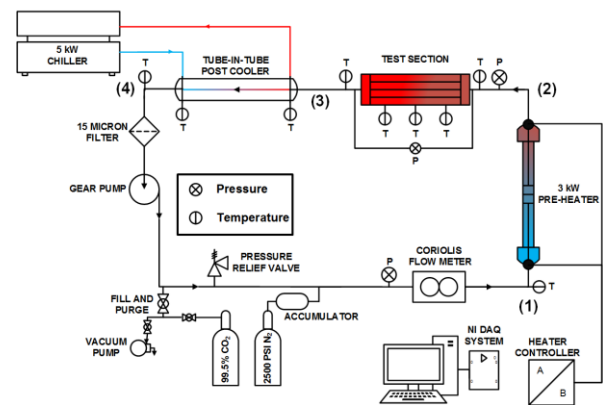 5 kW
CHILLER
TUBE-IN-TUBE
POST COOLER
TEST SECTION
T
T
T
P
(4)
(3)
(2)
T
T
T
T
T
P
15 MICRON
FILTER
GEAR PUMP
Pressure
Temperature
3 kW
PRE-HEATER
PRESSURE
RELIEF VALVE
P
CORIOLIS
FLOW METER
T
(1)
FILL AND
PURGE
ACCUMULATOR
VACUUM
PUMP
99.5% CO2
2500 PSI N2
NI DAQ
SYSTEM
HEATER
CONTROLLER
A
B